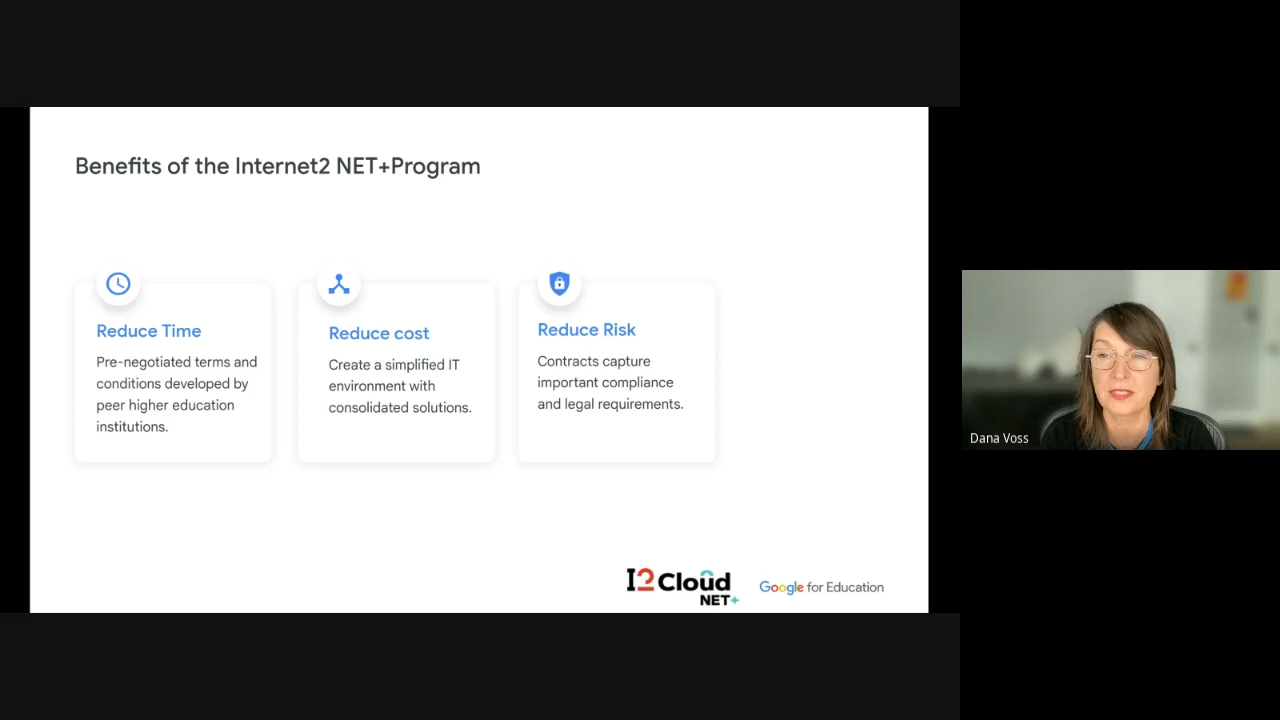 Benefits of the Internet2 NET+Program
Reduce Time
Pre-negotiated terms and
conditions developed by
peer higher education
institutions.
Reduce cost
Create a simplified IT
environment with
consolidated solutions.
Reduce Risk
Contracts capture
important compliance
and legal requirements.
I2 Cloud
NET+
Google for Education
Dana Voss